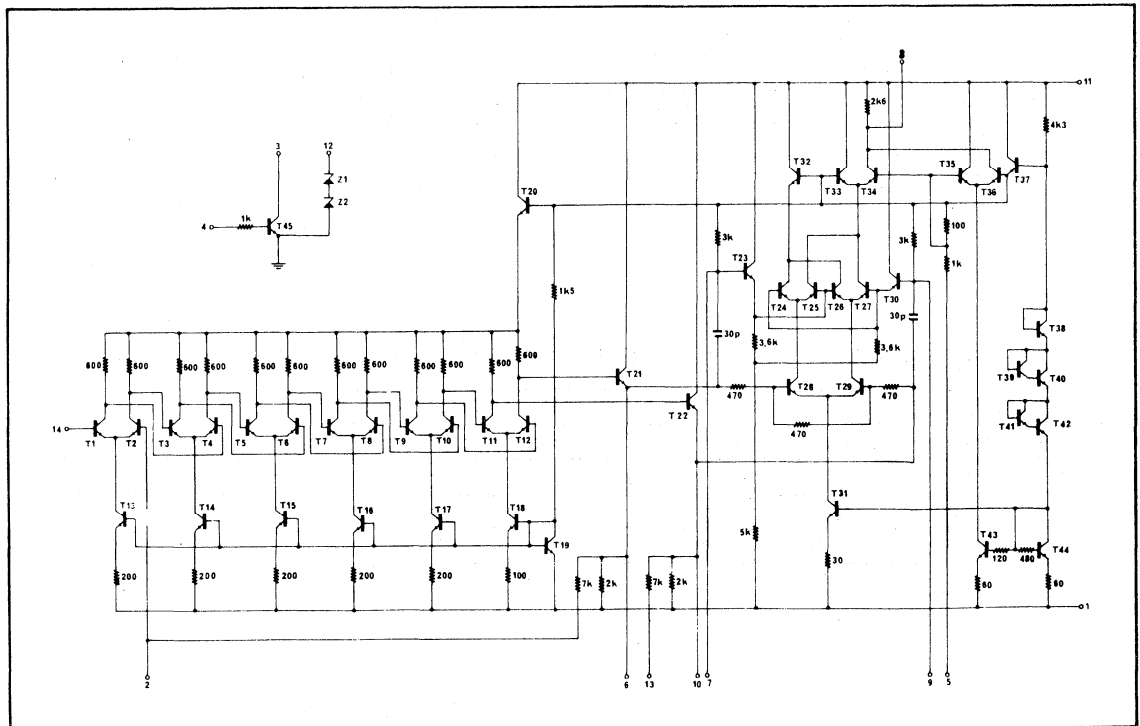 8
11
2k6
4k3
3
12
Z1
Z2
T32
T33
T34
T35
T36
T37
T20
1k
4
T45
3k
3k
100
1k
T23
T24
T25
T26
T27
T30
1k5
30p
30p
T38
3,6k
3,6k
T39
T40
600
600
600
600
600
600
600
600
600
600
600
600
T21
T28
T29
470
470
470
T22
T41
T42
14
T1
T2
T3
T4
T5
T6
T7
T8
T9
T10
T11
T12
T13
T14
T15
T16
T17
T18
T19
T31
T43
T44
120
480
5k
30
60
60
200
200
200
200
200
100
7k
2k
7k
2k
1
2
6
13
10
7
9
5